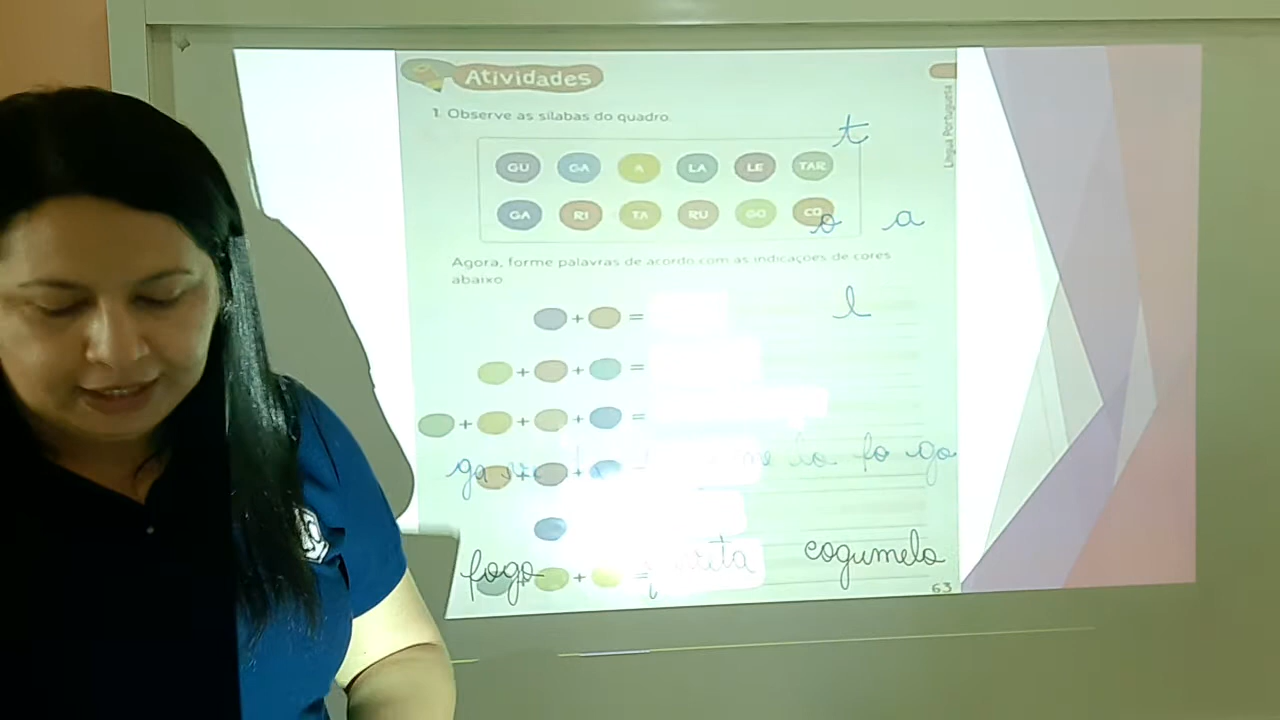 Atividades
Língua Portuguesa
1. Observe as sílabas do quadro.
t
GU GA A LA LE TAR
GA RI TA RU GO CO
o a
Agora, forme palavras de acordo com as indicações de cores
abaixo
+ =
l
+ + =
+ + + =
ga + + fo go
fogo + = cogumelo
63